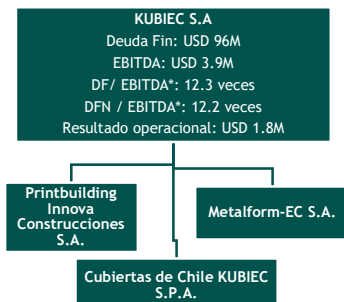 KUBIEC S.A
Deuda Fin: USD 96M
EBITDA: USD 3.9M
DF/ EBITDA*: 12.3 veces
DFN / EBITDA*: 12.2 veces
Resultado operacional: USD 1.8M
Printbuilding
Innova
Construcciones
S.A.
Metalform-EC S.A.
Cubiertas de Chile KUBIEC
S.P.A.